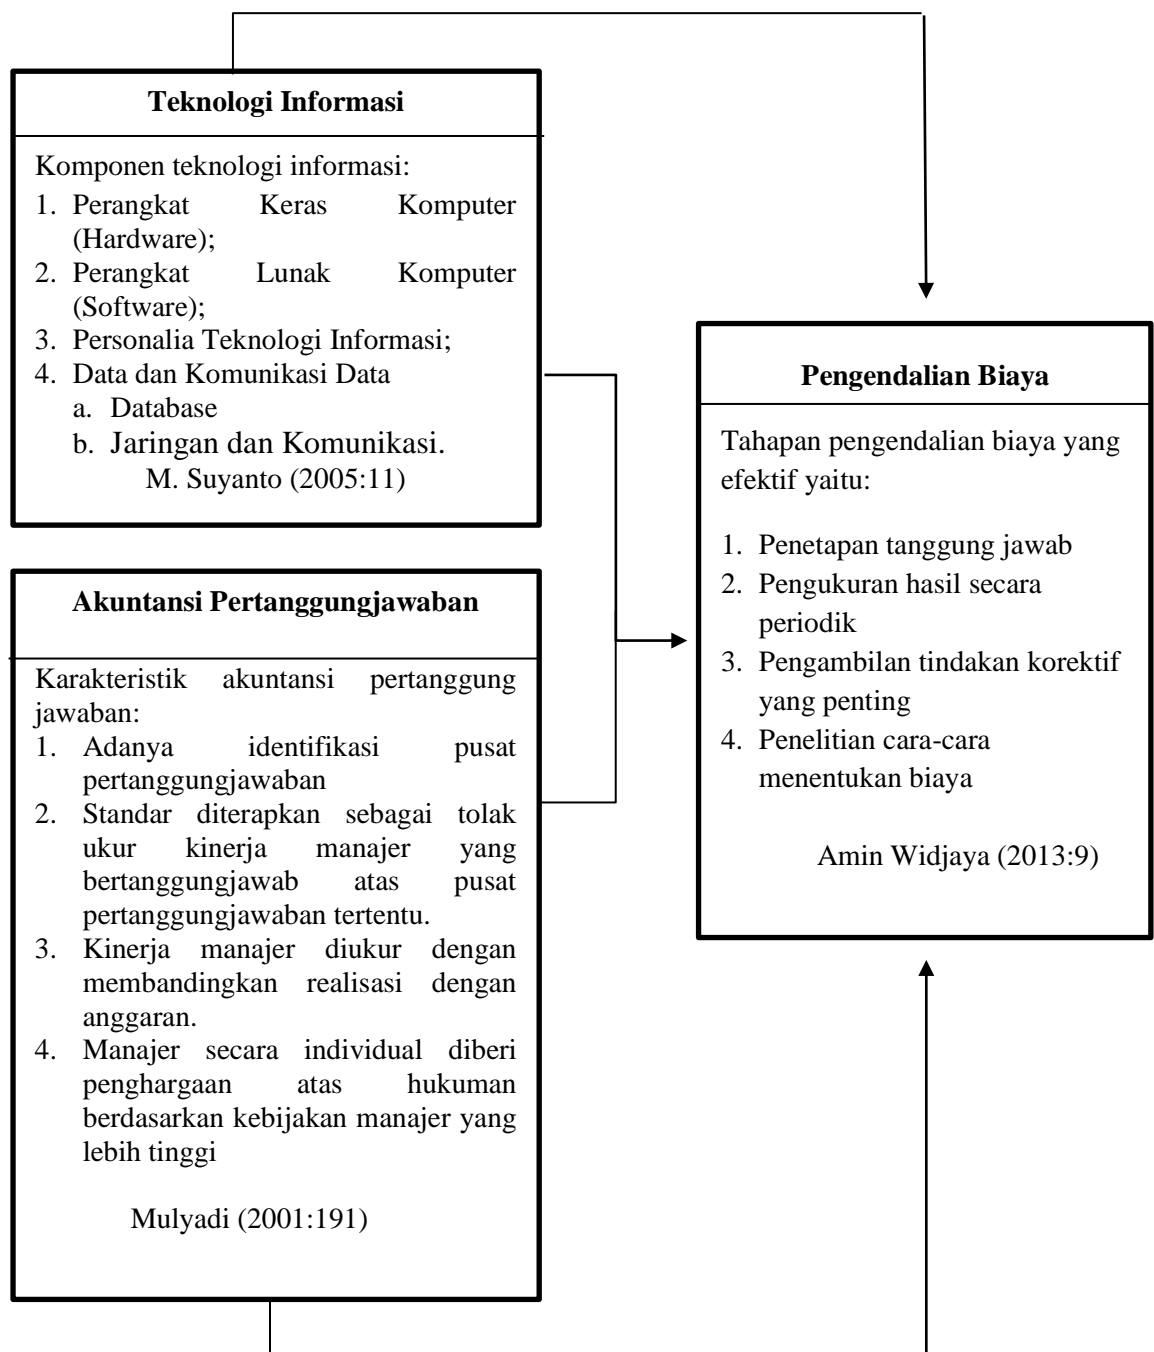 Teknologi Informasi
Komponen teknologi informasi:
1. Perangkat Keras Komputer
(Hardware);
2. Perangkat Lunak Komputer
(Software);
3. Personalia Teknologi Informasi;
4. Data dan Komunikasi Data
a. Database
b. Jaringan dan Komunikasi.
M. Suyanto (2005:11)
Akuntansi Pertanggungjawaban
Karakteristik akuntansi pertanggung
jawaban:
1. Adanya identifikasi pusat
pertanggungjawaban
2. Standar diterapkan sebagai tolak
ukur kinerja manajer yang
bertanggungjawab atas pusat
pertanggungjawaban tertentu.
3. Kinerja manajer diukur dengan
membandingkan realisasi dengan
anggaran.
4. Manajer secara individual diberi
penghargaan atas hukuman
berdasarkan kebijakan manajer yang
lebih tinggi
Mulyadi (2001:191)
Pengendalian Biaya
Tahapan pengendalian biaya yang
efektif yaitu:
1. Penetapan tanggung jawab
2. Pengukuran hasil secara
periodik
3. Pengambilan tindakan korektif
yang penting
4. Penelitian cara-cara
menentukan biaya
Amin Widjaya (2013:9)